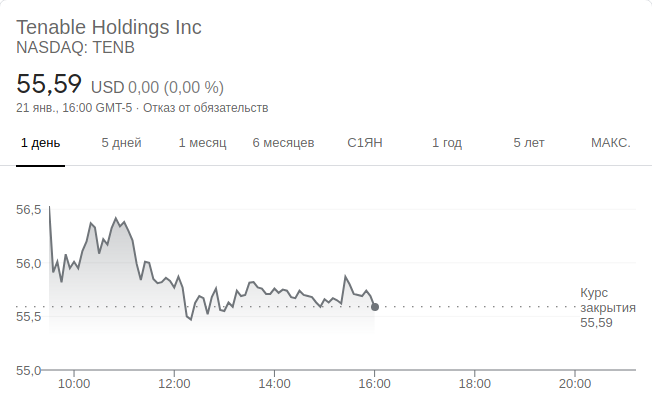 Tenable Holdings Inc
NASDAQ: TENB
55,59 USD 0,00 (0,00 %)
21 янв., 16:00 GMT-5 · Отказ от обязательств
1 день 5 дней 1 месяц 6 месяцев С1ЯН 1 год 5 лет МАКС.
56,5
56,0
55,5
55,0
Курс
закрытия
55,59
10:00 12:00 14:00 16:00 18:00 20:00